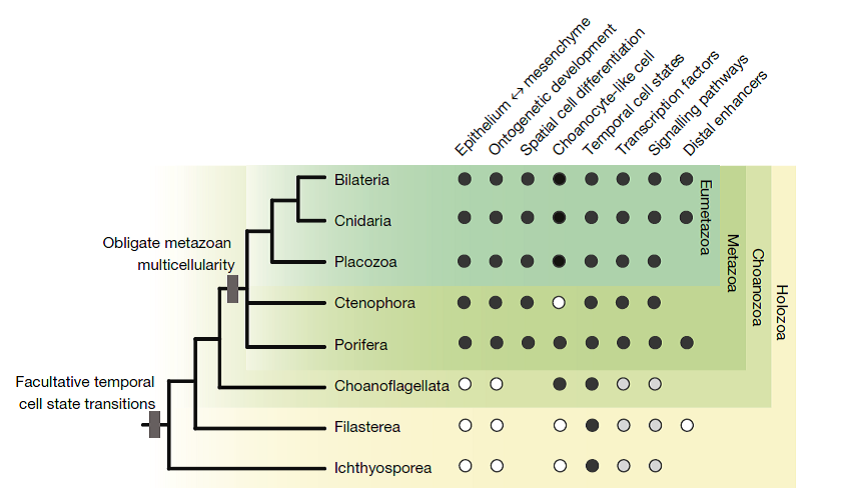 Epithelium ↔ mesenchyme
Ontogenetic development
Spatial cell differentiation
Choanocyte-like cell
Temporal cell states
Transcription factors
Signalling pathways
Distal enhancers
Bilateria
Cnidaria
Placozoa
Ctenophora
Porifera
Choanoflagellata
Filasterea
Ichthyosporea
Eumetazoa
Metazoa
Choanozoa
Holozoa
Obligate metazoan
multicellularity
Facultative temporal
cell state transitions